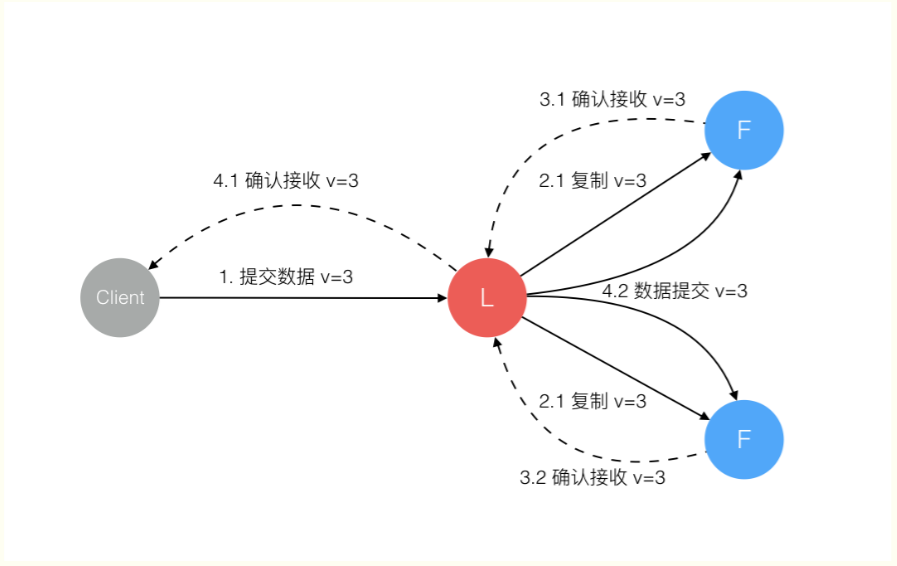 3.1 确认接收 v=3
F
4.1 确认接收 v=3
2.1 复制 v=3
1. 提交数据 v=3
Client
L
4.2 数据提交 v=3
2.1 复制 v=3
F
3.2 确认接收 v=3